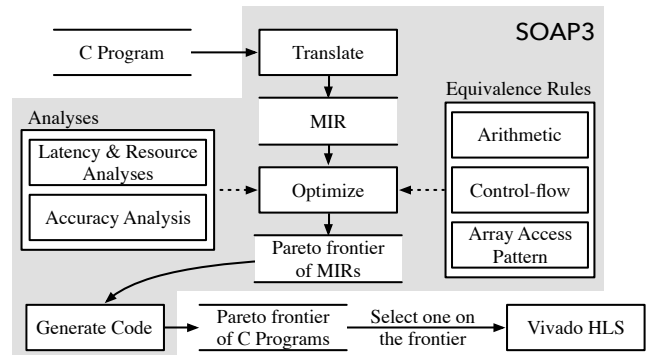 SOAP3
C Program
Translate
Equivalence Rules
Analyses
MIR
Arithmetic
Latency & Resource
Analyses
Optimize
Control-flow
Accuracy Analysis
Array Access
Pattern
Pareto frontier
of MIRs
Generate Code
Pareto frontier
of C Programs
Select one on
the frontier
Vivado HLS